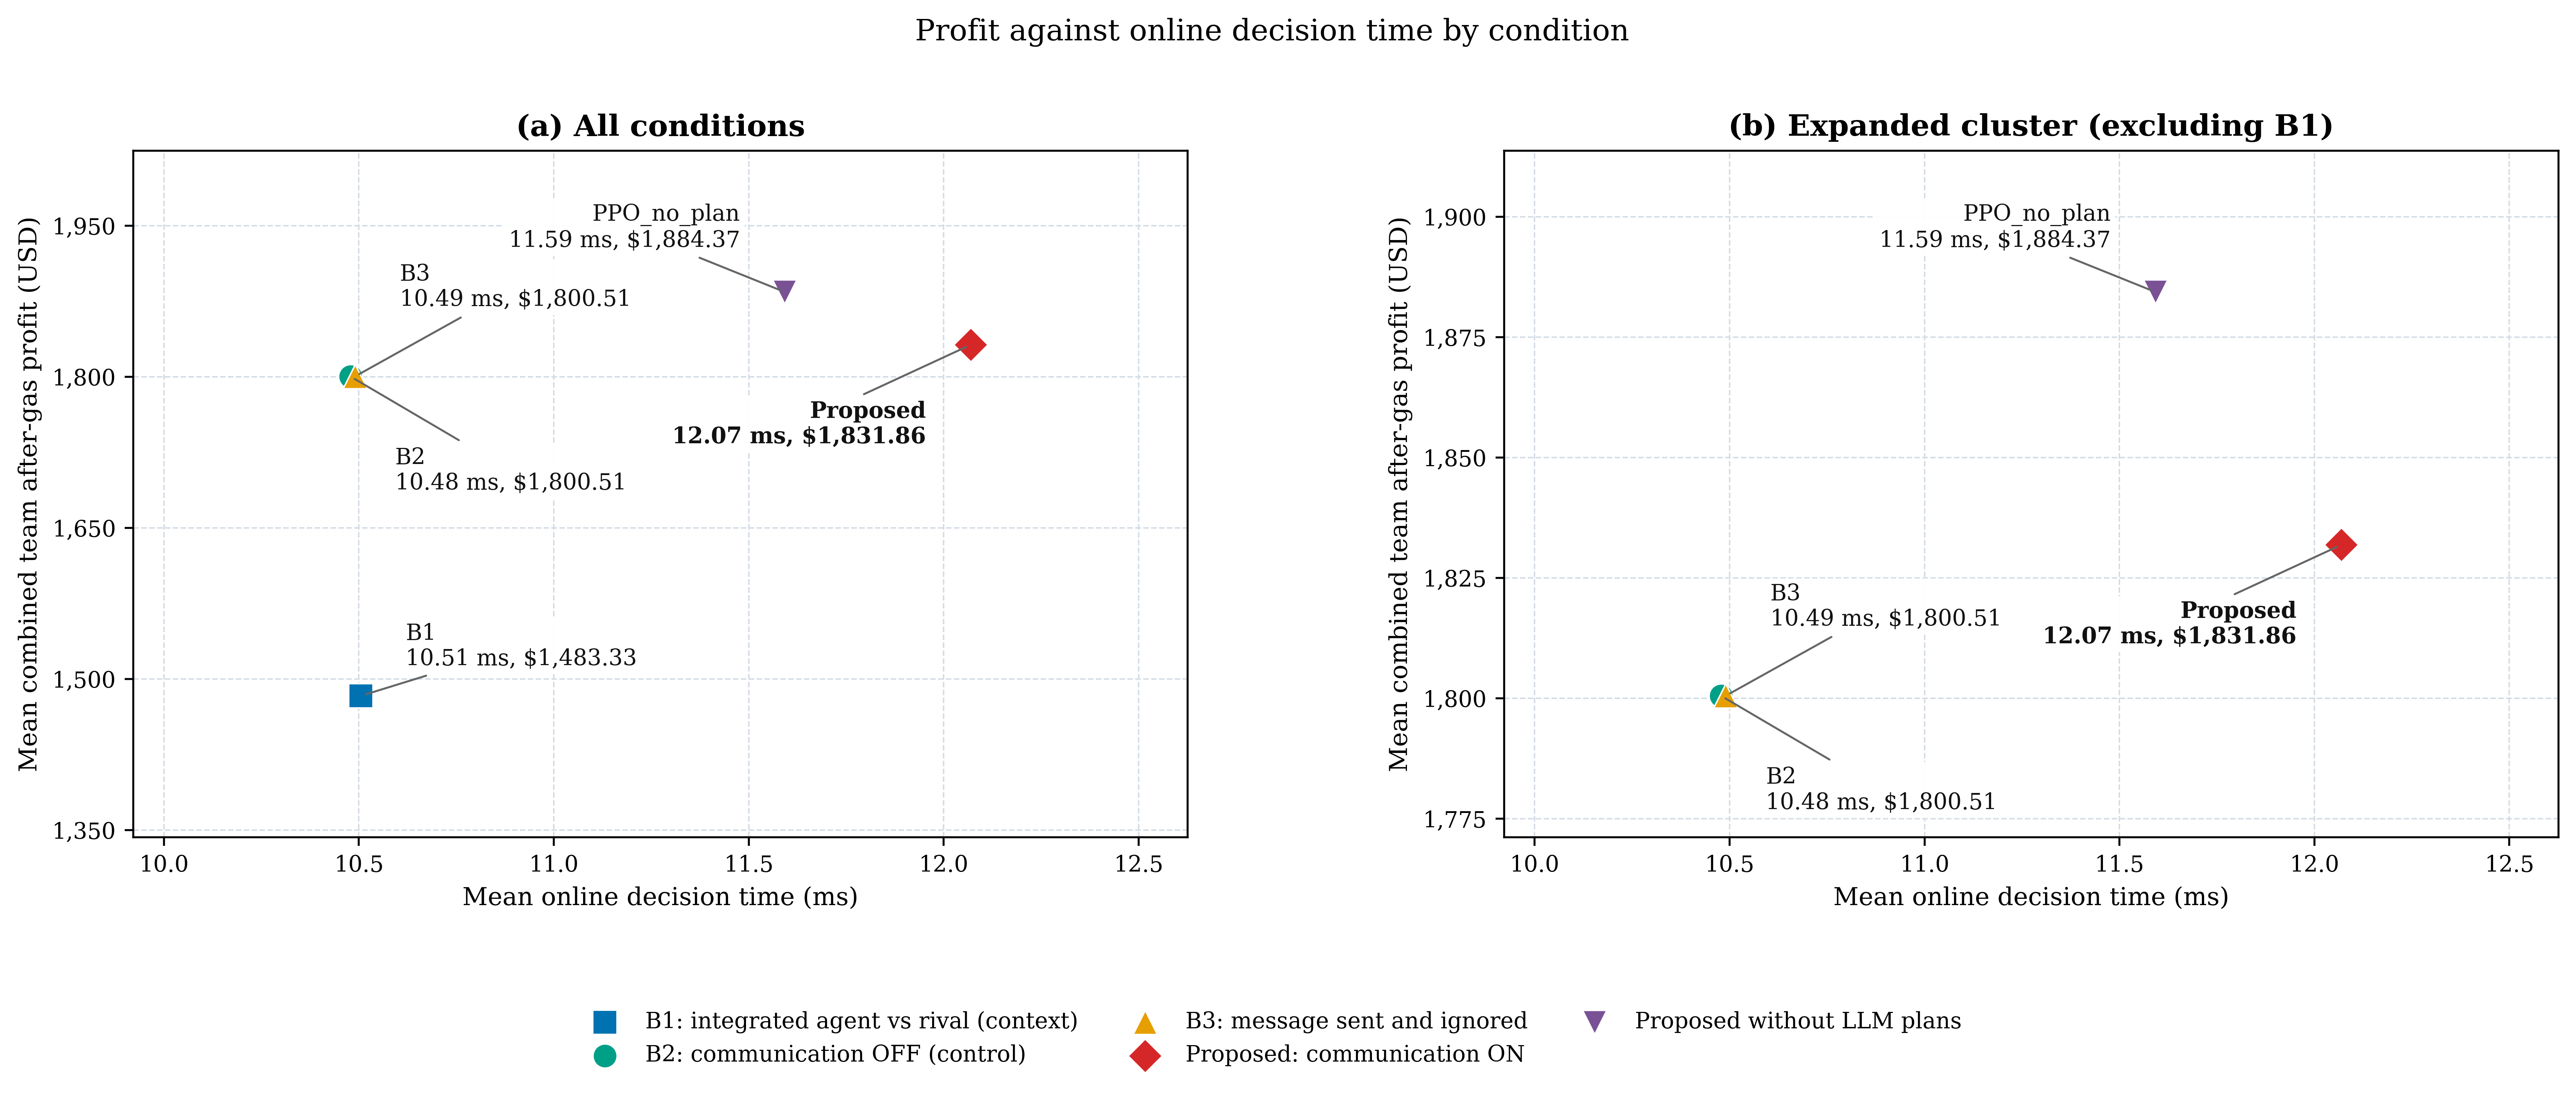 Profit against online decision time by condition
(a) All conditions
Mean combined team after-gas profit (USD)
1,950
1,800
1,650
1,500
1,350
PPO_no_plan
11.59 ms, $1,884.37
B3
10.49 ms, $1,800.51
Proposed
12.07 ms, $1,831.86
B2
10.48 ms, $1,800.51
B1
10.51 ms, $1,483.33
10.0 10.5 11.0 11.5 12.0 12.5
Mean online decision time (ms)
(b) Expanded cluster (excluding B1)
Mean combined team after-gas profit (USD)
1,900
1,875
1,850
1,825
1,800
1,775
PPO_no_plan
11.59 ms, $1,884.37
B3
10.49 ms, $1,800.51
Proposed
12.07 ms, $1,831.86
B2
10.48 ms, $1,800.51
10.0 10.5 11.0 11.5 12.0 12.5
Mean online decision time (ms)
B1: integrated agent vs rival (context)
B2: communication OFF (control)
B3: message sent and ignored
Proposed: communication ON
Proposed without LLM plans